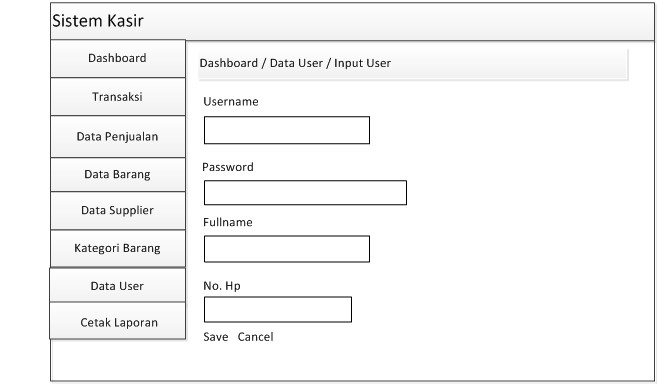 Sistem Kasir
Dashboard
Transaksi
Data Penjualan
Data Barang
Data Supplier
Kategori Barang
Data User
Cetak Laporan
Dashboard / Data User / Input User
Username
Password
Fullname
No. Hp
Save Cancel